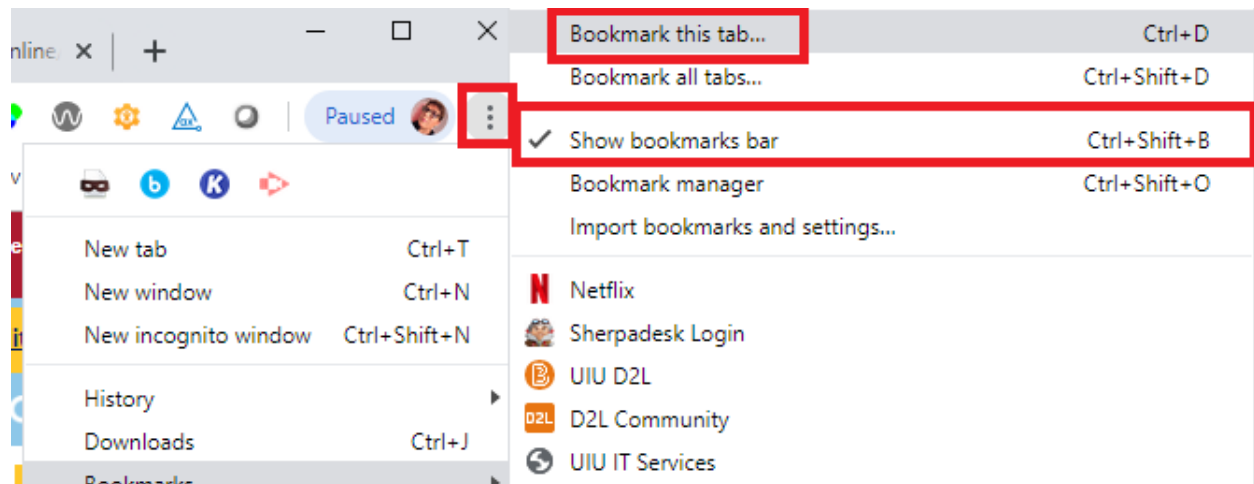 nline
Paused
New tab Ctrl+T
New window Ctrl+N
New incognito window Ctrl+Shift+N
History
Downloads Ctrl+J
Bookmarks
Bookmark this tab... Ctrl+D
Bookmark all tabs... Ctrl+Shift+D
Show bookmarks bar Ctrl+Shift+B
Bookmark manager Ctrl+Shift+O
Import bookmarks and settings...
Netflix
Sherpadesk Login
UIU D2L
D2L D2L Community
UIU IT Services